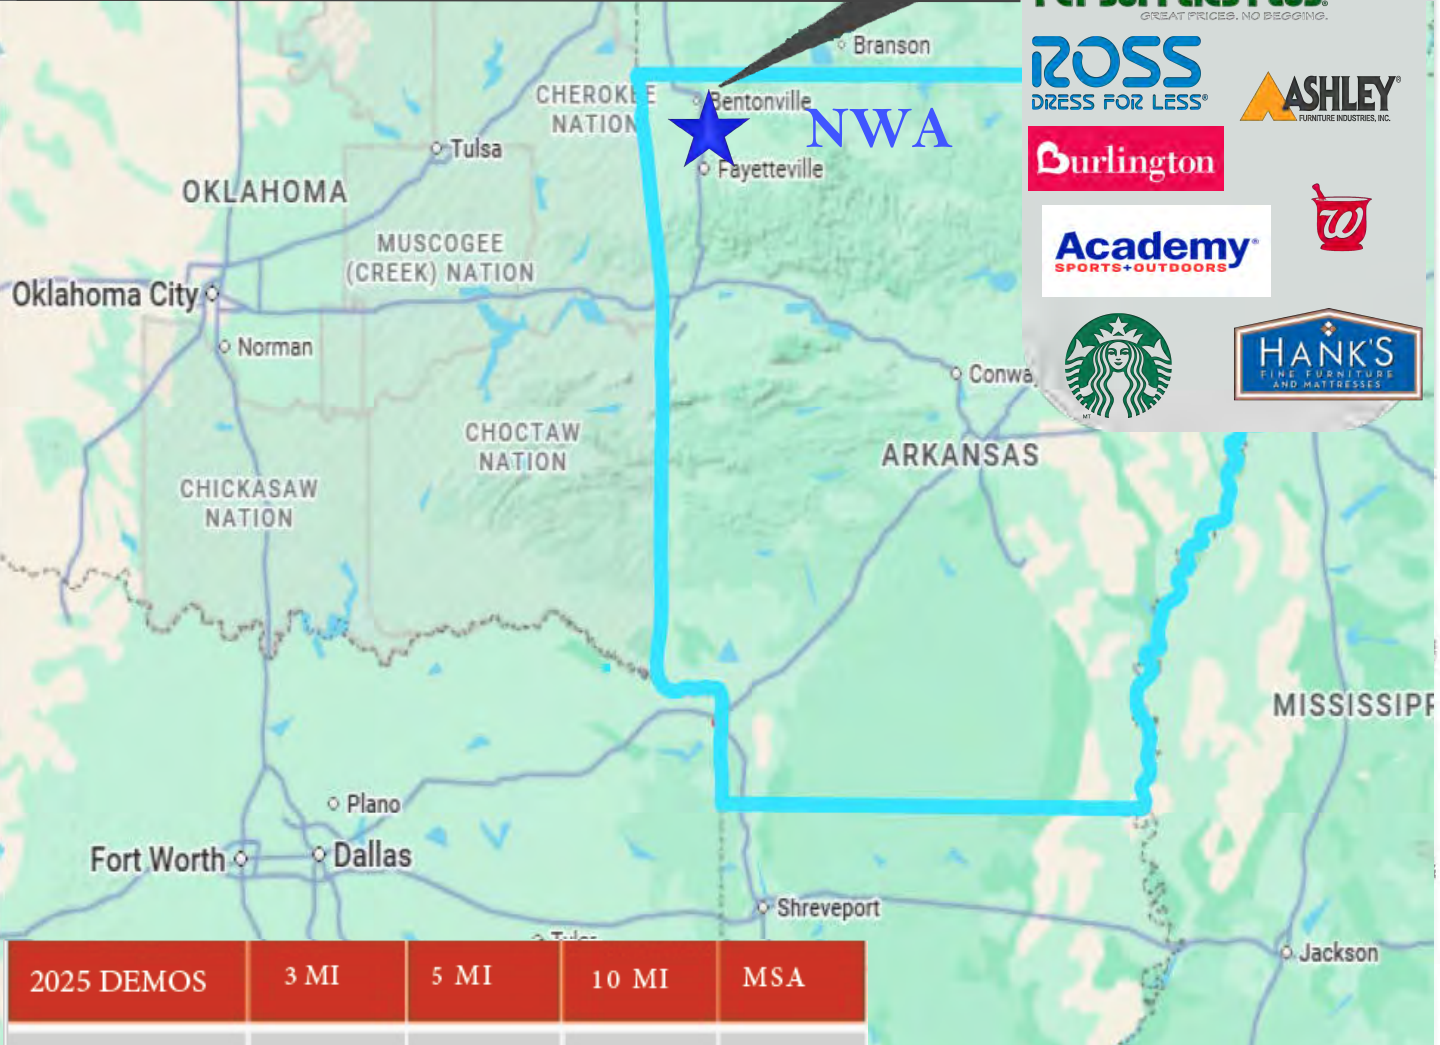 GREAT PRICES. NO BEGGING.
ROSS
DRESS FOR LESS®
ASHLEY®
FURNITURE INDUSTRIES, INC.
Burlington
Academy®
SPORTS+OUTDOORS
W
HANK'S
FINE FURNITURE
AND MATTRESSES
MT
Branson
CHEROKEE
NATION
Bentonville
NWA
Tulsa
Fayetteville
OKLAHOMA
MUSCOGEE
(CREEK) NATION
Oklahoma City
Norman
Conwa
CHOCTAW
NATION
ARKANSAS
CHICKASAW
NATION
MISSISSIPP
Plano
Fort Worth
Dallas
Shreveport
Jackson
2025 DEMOS
3 MI
5 MI
10 MI
MSA